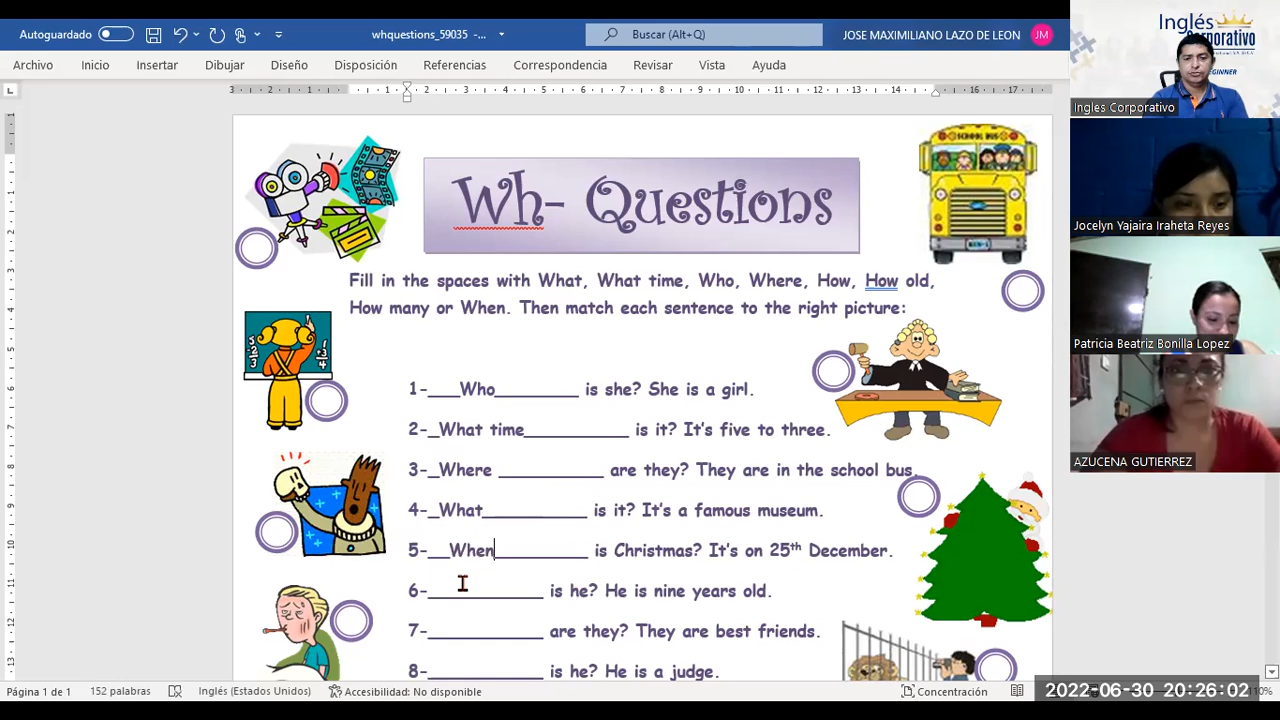 Autoguardado
whquestions_59035 -...
Buscar (Alt+Q)
JOSE MAXIMILIANO LAZO DE LEON
JM
Archivo Inicio Insertar Dibujar Diseño Disposición Referencias Correspondencia Revisar Vista Ayuda
Wh- Questions
SCHOOL BUS
Fill in the spaces with What, What time, Who, Where, How, How old,
How many or When. Then match each sentence to the right picture:
1-___Who________ is she? She is a girl.
2-_What time__________ is it? It's five to three.
3-_Where __________ are they? They are in the school bus.
4-_What__________ is it? It's a famous museum.
5-__When_________ is Christmas? It's on 25th December.
6-___________ is he? He is nine years old.
7-___________ are they? They are best friends.
8-___________ is he? He is a judge.
Página 1 de 1
152 palabras
Inglés (Estados Unidos)
Accesibilidad: No disponible
Concentración
110%
2022-06-30 20:26:02
Inglés
Corporativo
BEGINNER
Ingles Corporativo
Jocelyn Yajaira Iraheta Reyes
Patricia Beatriz Bonilla Lopez
AZUCENA GUTIERREZ